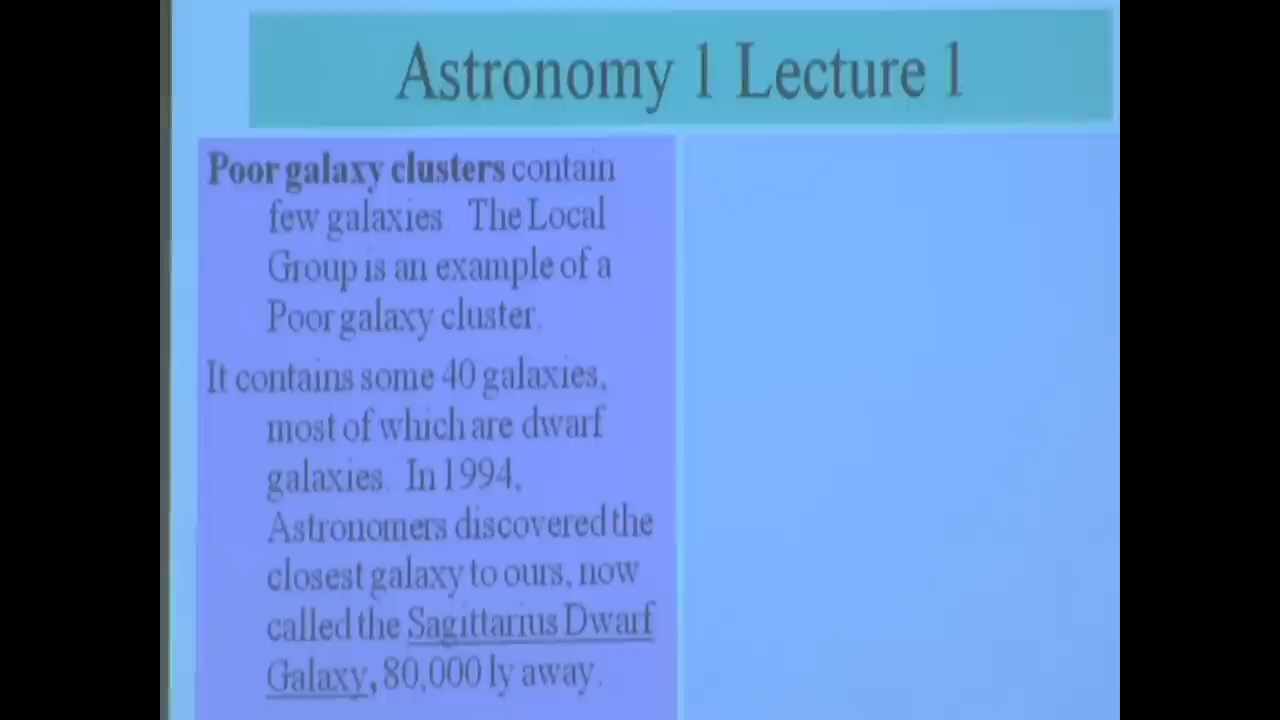 Astronomy 1 Lecture 1
Poor galaxy clusters contain
few galaxies. The Local
Group is an example of a
Poor galaxy cluster.
It contains some 40 galaxies,
most of which are dwarf
galaxies. In 1994,
Astronomers discovered the
closest galaxy to ours, now
called the Sagittarius Dwarf
Galaxy, 80,000 ly away.